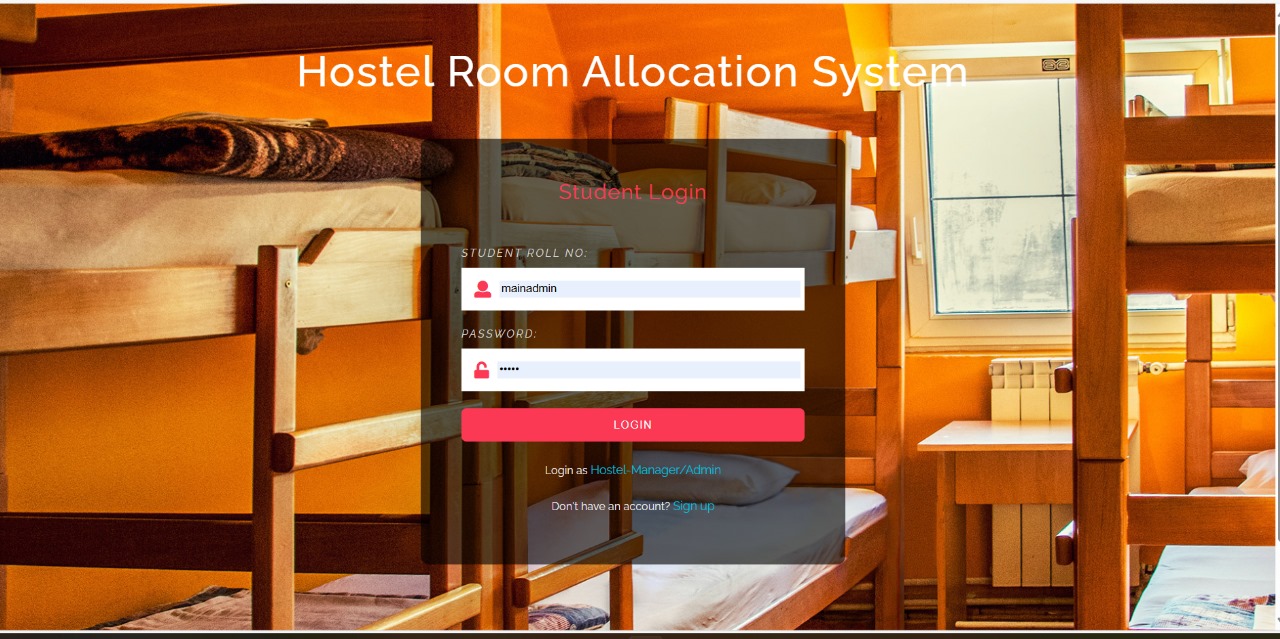 Hostel Room Allocation System
Student Login
STUDENT ROLL NO:
mainadmin
PASSWORD:
•••••
LOGIN
Login as Hostel-Manager/Admin
Don't have an account? Sign up